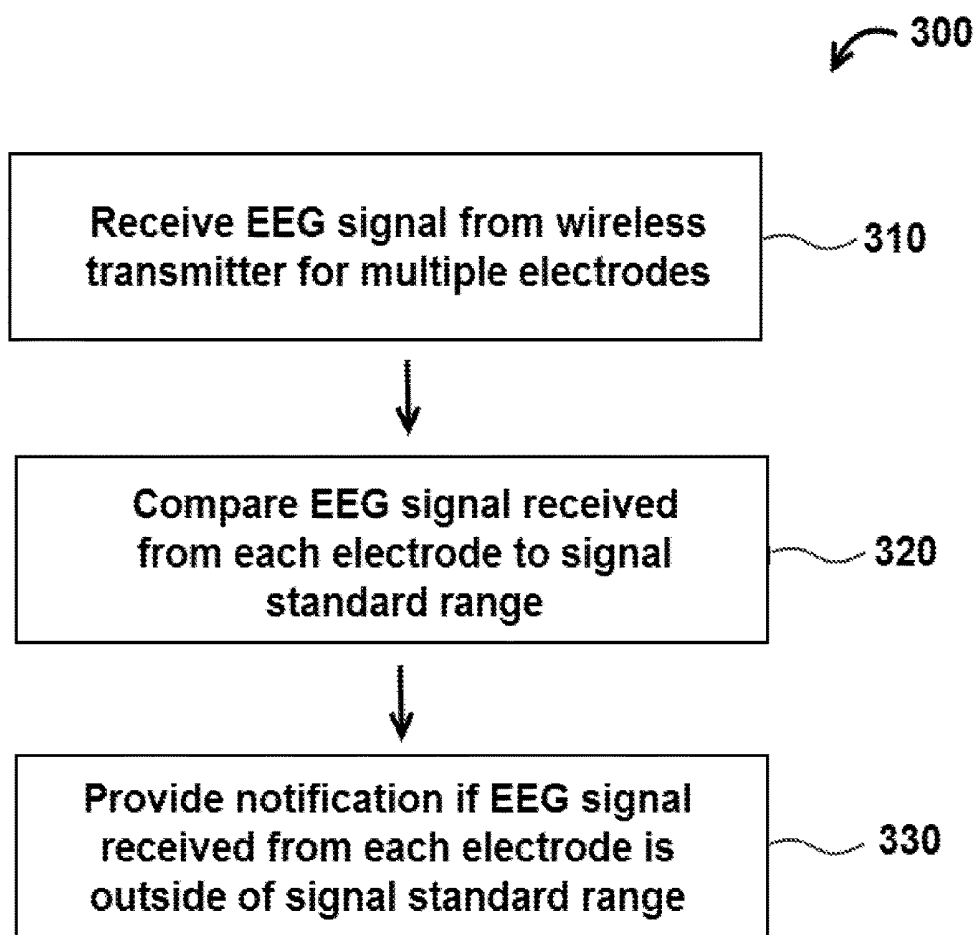 300
Receive EEG signal from wireless
transmitter for multiple electrodes
310
Compare EEG signal received
from each electrode to signal
standard range
320
Provide notification if EEG signal
received from each electrode is
outside of signal standard range
330